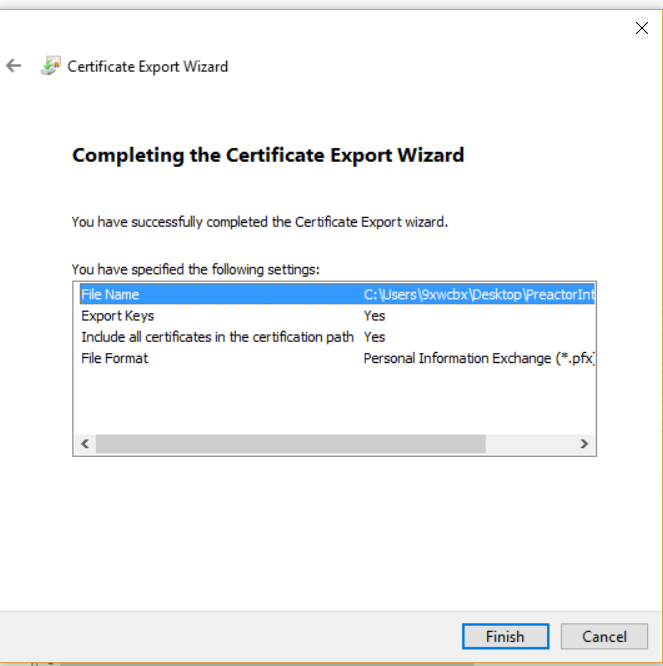 Certificate Export Wizard
Completing the Certificate Export Wizard
You have successfully completed the Certificate Export wizard.
You have specified the following settings:
File Name C:\Users\9xwcbx\Desktop\PreactorInt
Export Keys Yes
Include all certificates in the certification path Yes
File Format Personal Information Exchange (*.pfx)
Finish Cancel